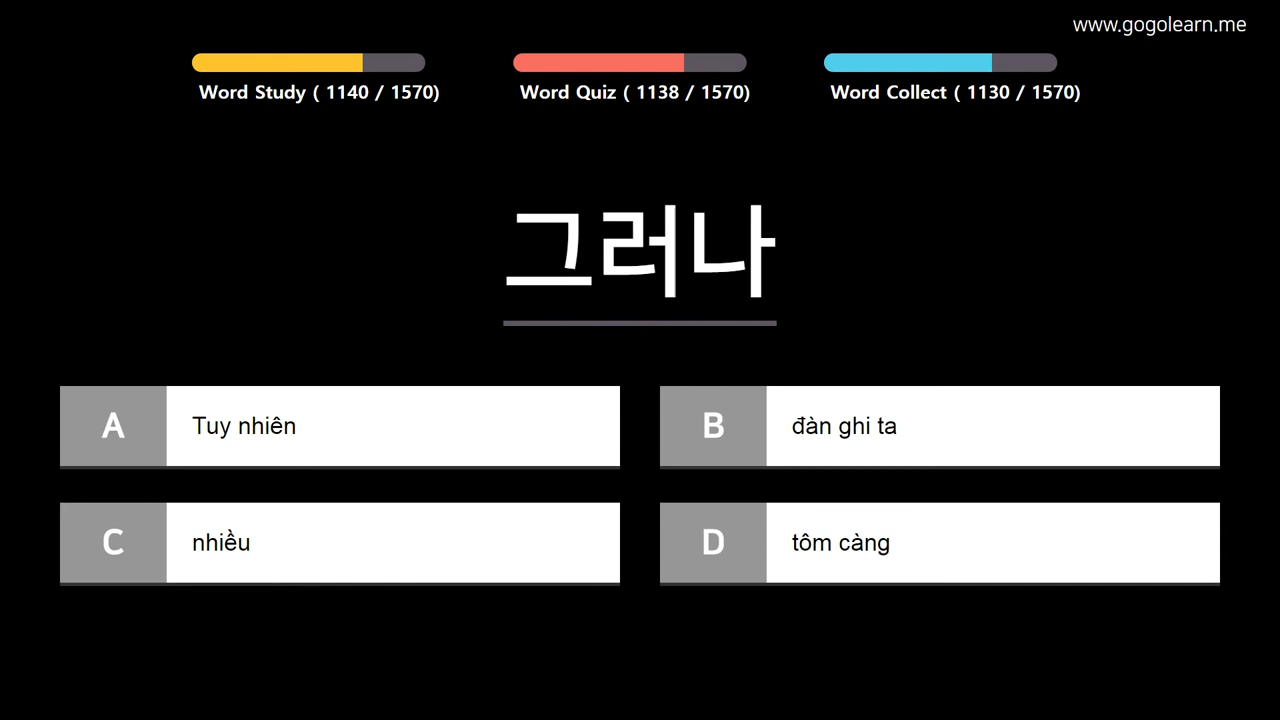 www.gogolearn.me
Word Study ( 1140 / 1570)
Word Quiz ( 1138 / 1570)
Word Collect ( 1130 / 1570)
그러나
A Tuy nhiên
B đàn ghi ta
C nhiều
D tôm càng